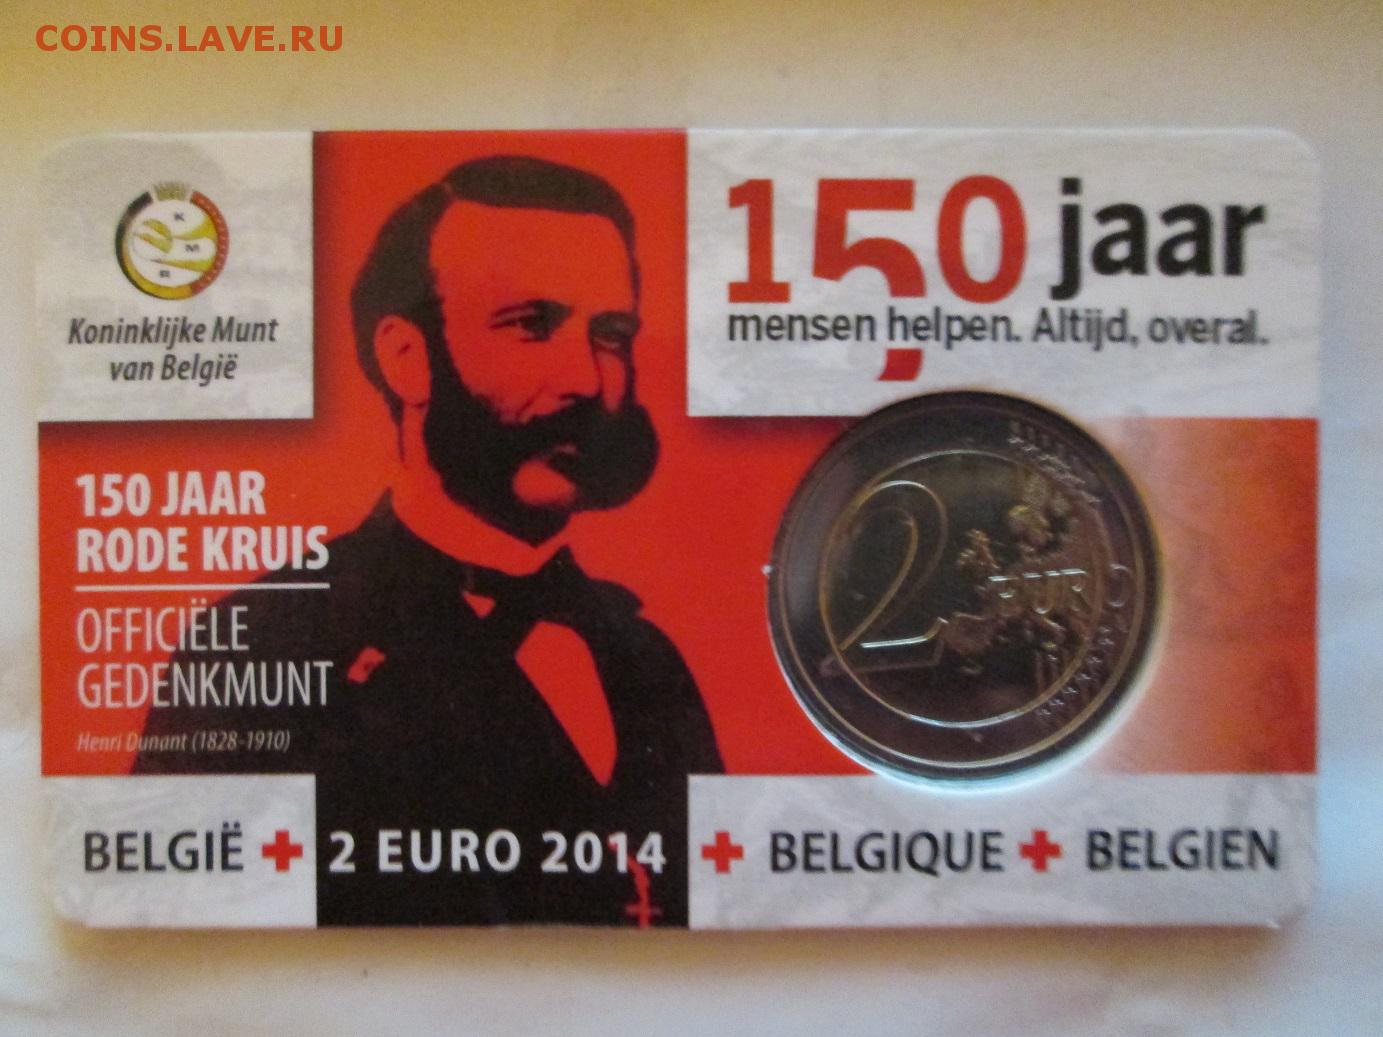 COINS.LAVE.RU
K
M
B
Koninklijke Munt
van België
150 jaar
mensen helpen. Altijd, overal.
150 JAAR
RODE KRUIS
OFFICIËLE
GEDENKMUNT
Henri Dunant (1828-1910)
2 EURO
BELGIË + 2 EURO 2014 + BELGIQUE + BELGIEN